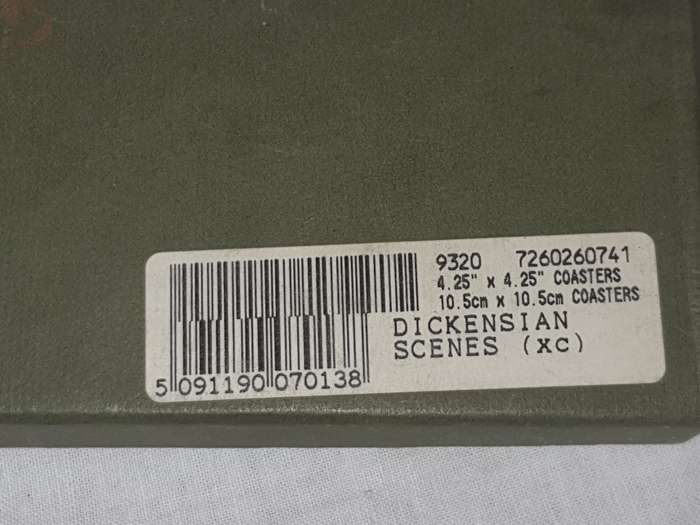 9320 7260260741
4.25" x 4.25" COASTERS
10.5cm x 10.5cm COASTERS
DICKENSIAN
SCENES (XC)
5 091190 070138